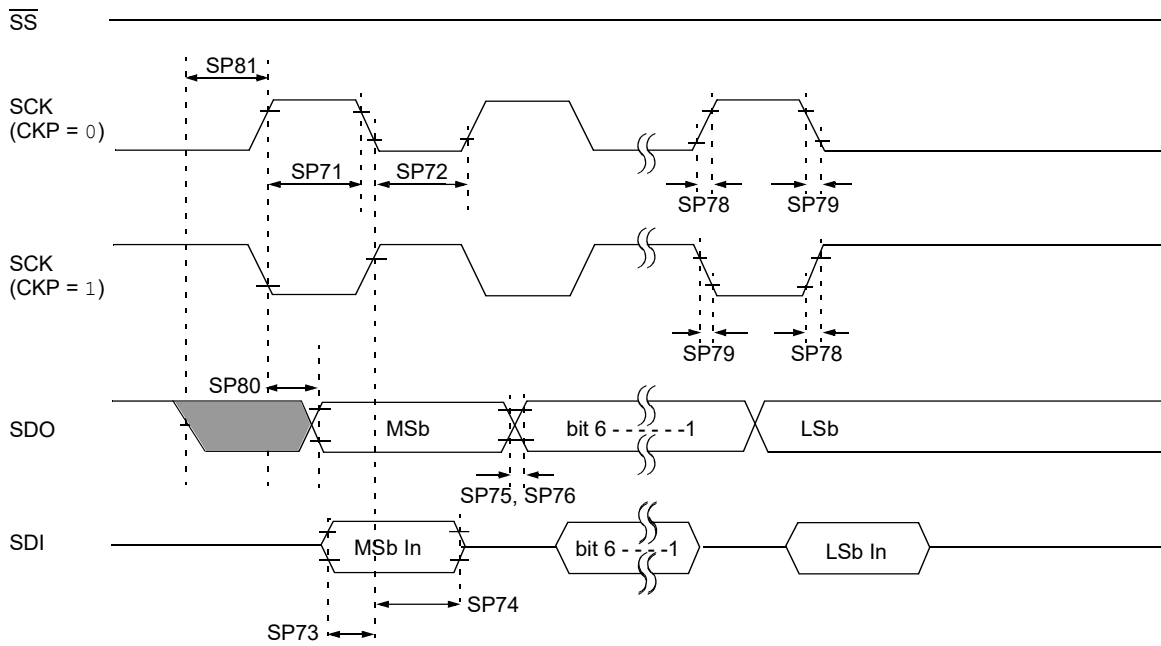 SS
SP81
SCK
(CKP = 0)
SP71
SP72
SP78
SP79
SCK
(CKP = 1)
SP79
SP78
SP80
SDO
MSb
bit 6 - - - - - - -1
LSb
SP75, SP76
SDI
MSb In
bit 6 - - - - -1
LSb In
SP74
SP73